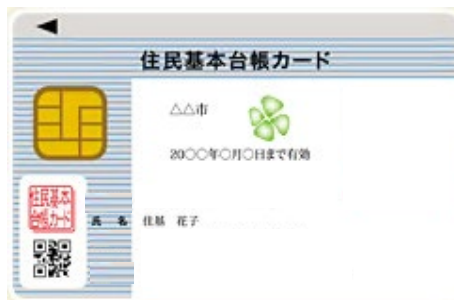 住民基本台帳カード
△△市
20○○年○月○日まで有効
住民基本
台帳カード
氏 名 住基 花子